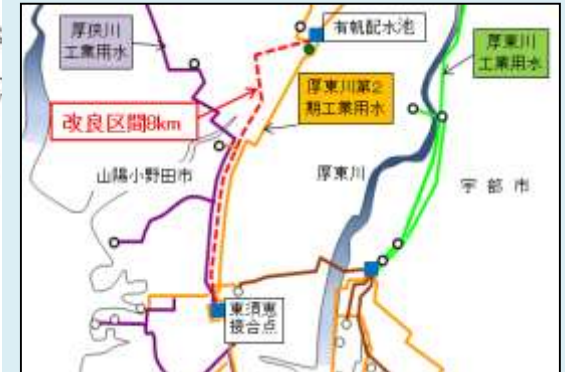 厚狭川
工業用水
有帆配水池
厚東川
工業用水
厚東川第2
期工業用水
改良区間8km
山陽小野田市
厚東川
宇部市
東須恵
接合点